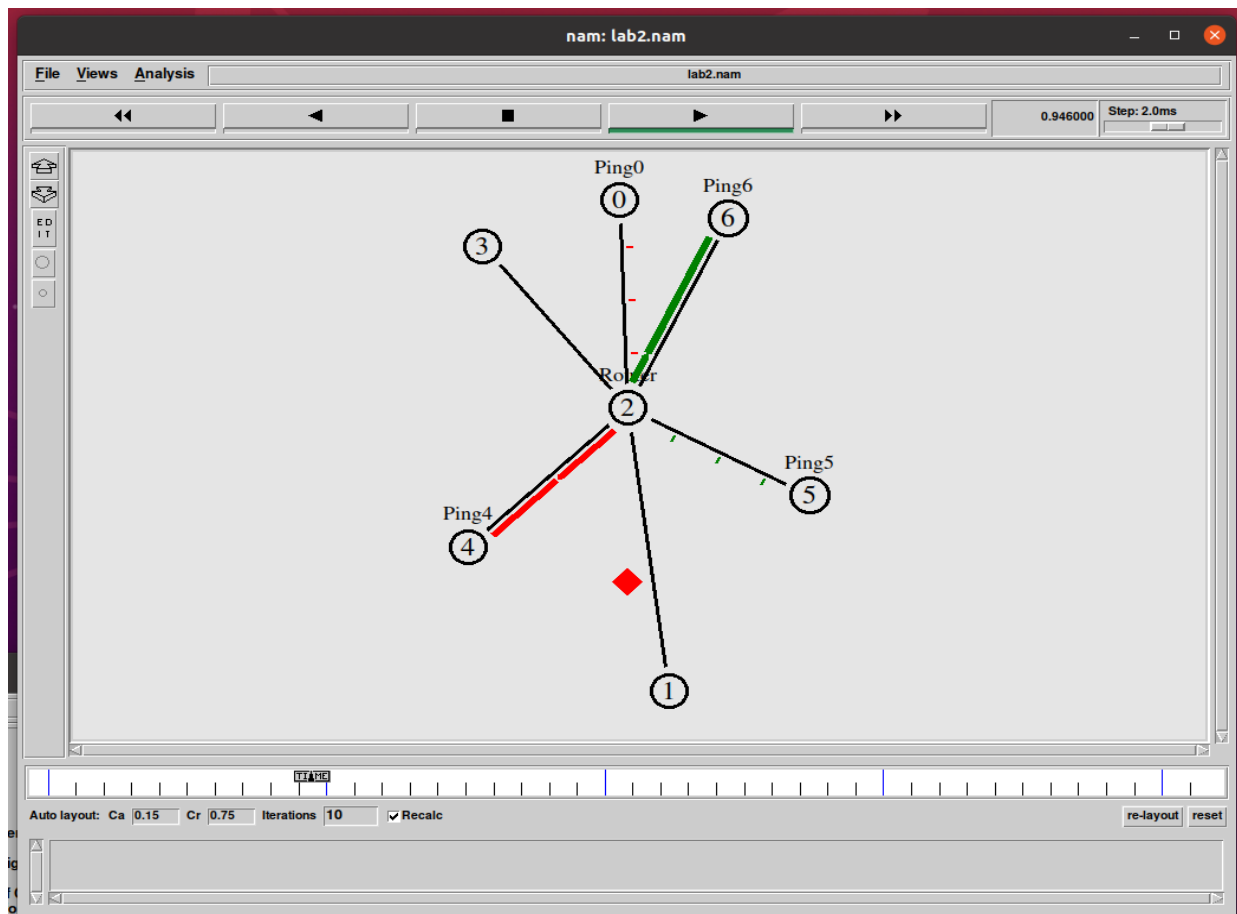 nam: lab2.nam
File Views Analysis lab2.nam
0.946000 Step: 2.0ms
ED
IT
Ping0
0
Ping6
6
3
2
Ping5
5
Ping4
4
1
TIME
Auto layout: Ca 0.15 Cr 0.75 Iterations 10 Recalc re-layout reset